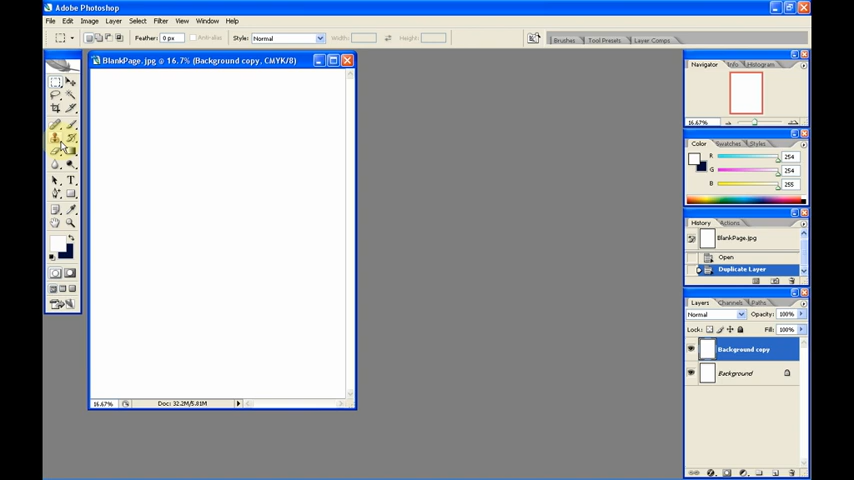 Adobe Photoshop
File Edit Image Layer Select Filter View Window Help
Feather: 0 px Anti-alias Style: Normal Width: Height: Brushes Tool Presets Layer Comps
BlankPage.jpg @ 16.7% (Background copy, CMYK/8)
Navigator Info Histogram
16.67%
Color Swatches Styles
R 254
G 254
B 255
History Actions
BlankPage.jpg
Open
Duplicate Layer
Layers Channels Paths
Normal Opacity: 100%
Lock: Fill: 100%
Background copy
Background
16.67% Doc: 32.2M/5.81M